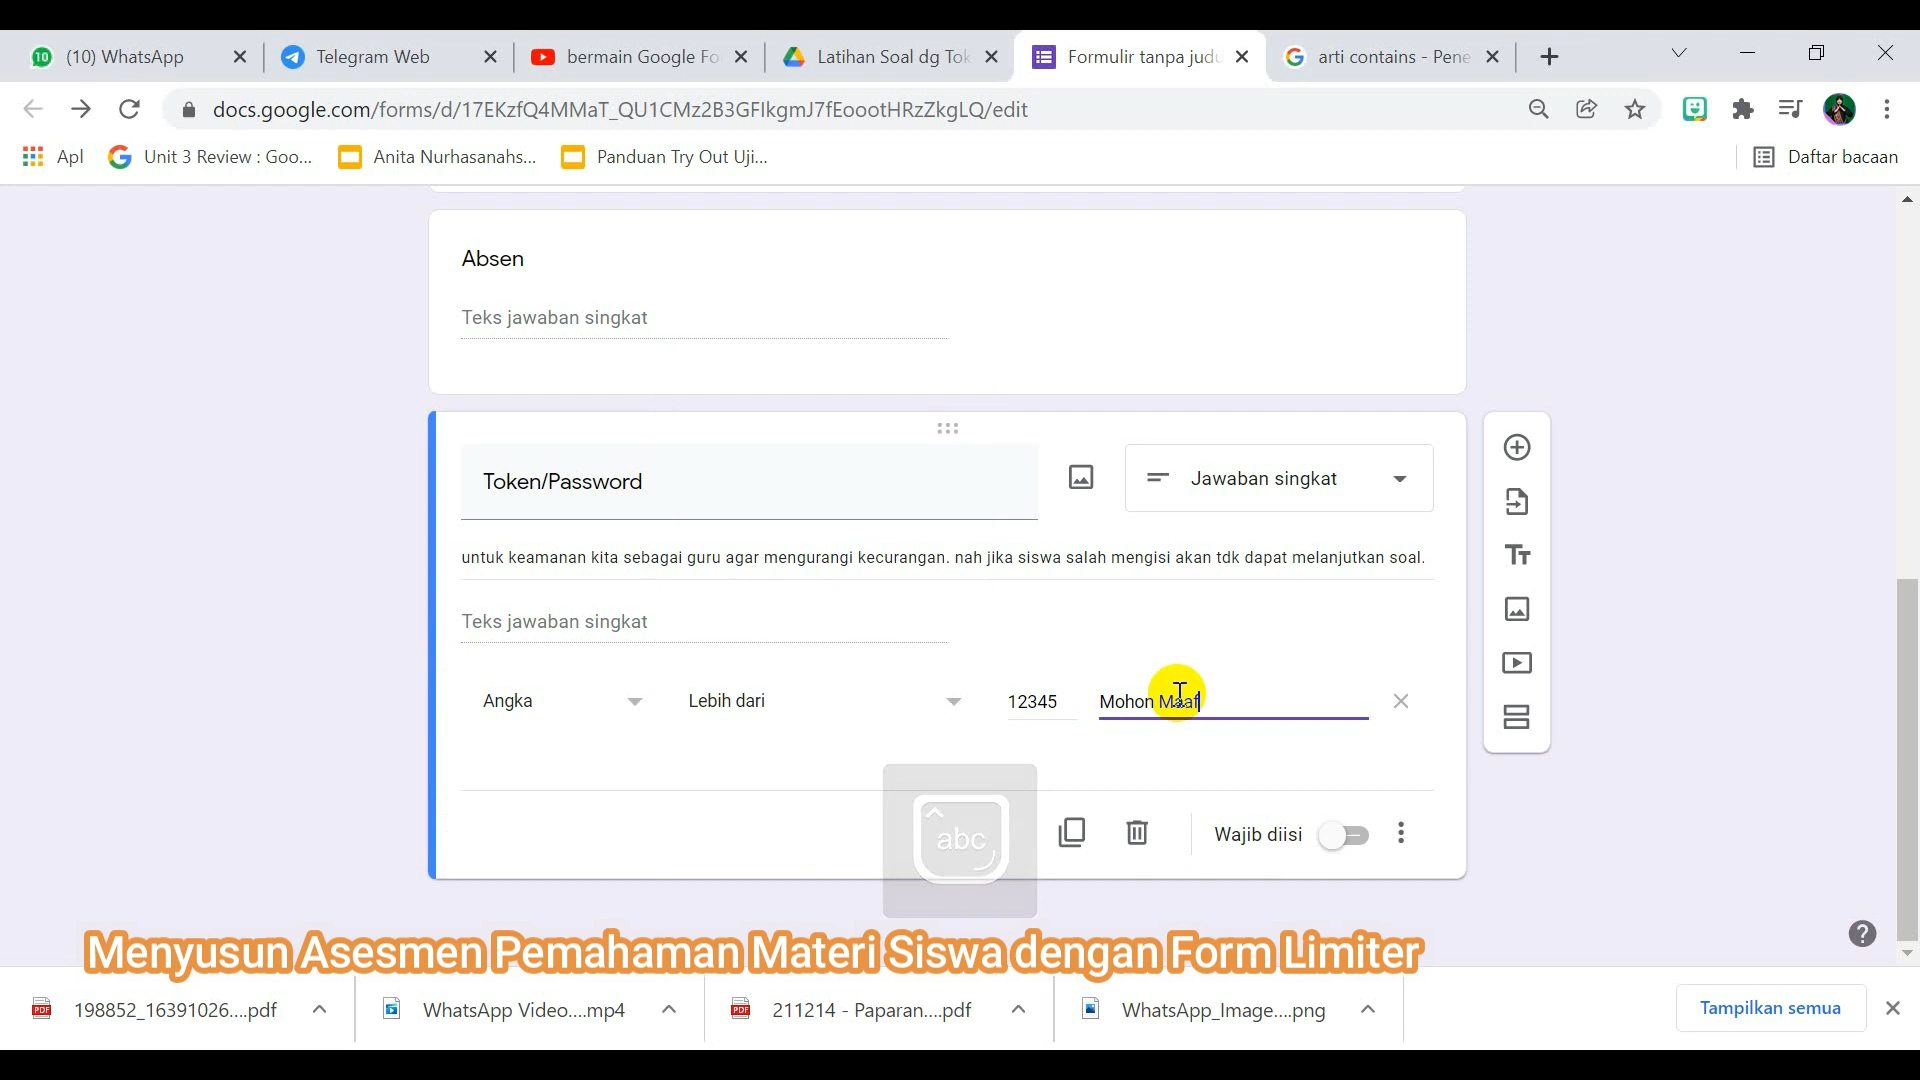 10 (10) WhatsApp
Telegram Web
bermain Google Fo
Latihan Soal dg Tok
Formulir tanpa judu
arti contains - Pene
docs.google.com/forms/d/17EKzfQ4MMaT_QU1CMz2B3GFIkgmJ7fEoootHRzZkgLQ/edit
Apl
Unit 3 Review : Goo...
Anita Nurhasanahs...
Panduan Try Out Uji...
Daftar bacaan
Absen
Teks jawaban singkat
Token/Password
Jawaban singkat
untuk keamanan kita sebagai guru agar mengurangi kecurangan. nah jika siswa salah mengisi akan tdk dapat melanjutkan soal.
Teks jawaban singkat
Angka
Lebih dari
12345
Mohon Maaf
abc
Wajib diisi
Menyusun Asesmen Pemahaman Materi Siswa dengan Form Limiter
198852_16391026....pdf
WhatsApp Video....mp4
211214 - Paparan....pdf
WhatsApp_Image....png
Tampilkan semua